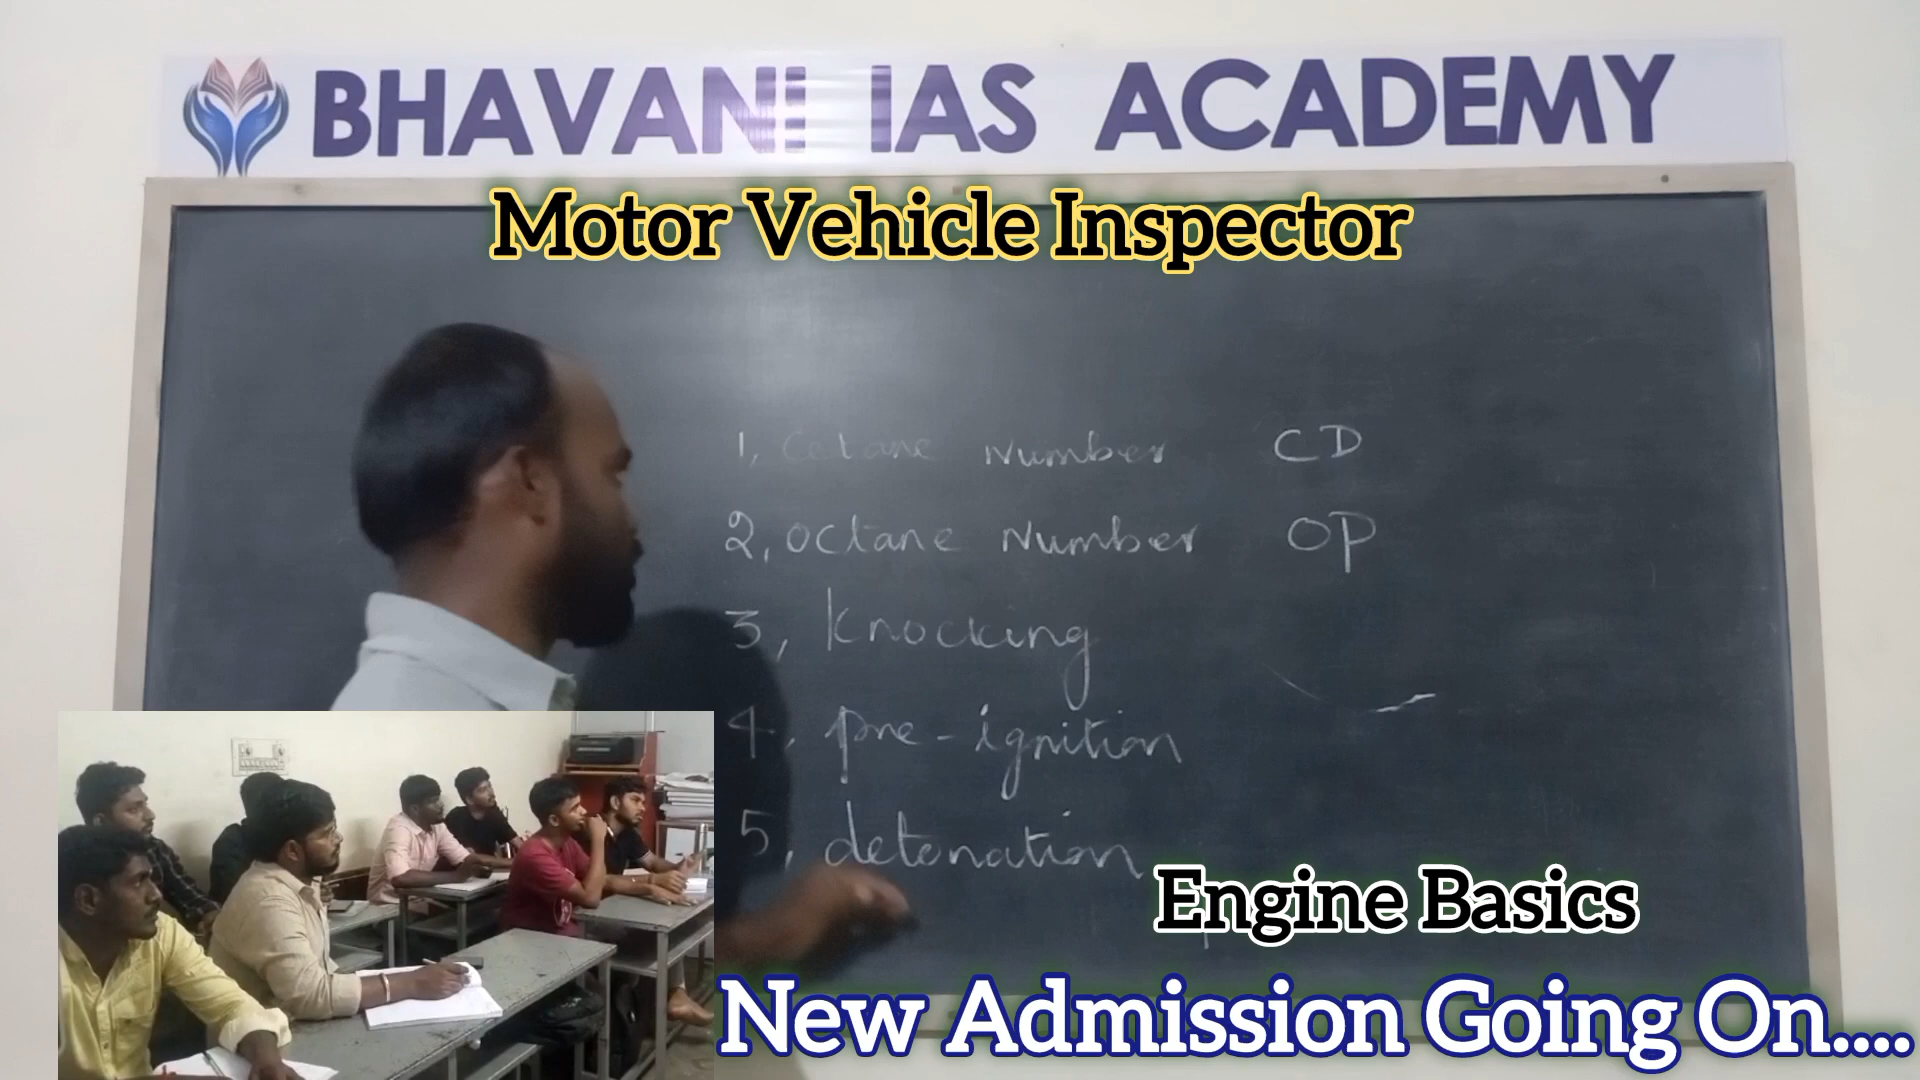 BHAVANI IAS ACADEMY
Motor Vehicle Inspector
1, Cetane Number CD
2, Octane Number OP
3, Knocking
4, pre-ignition
5, detonation
Engine Basics
New Admission Going On....